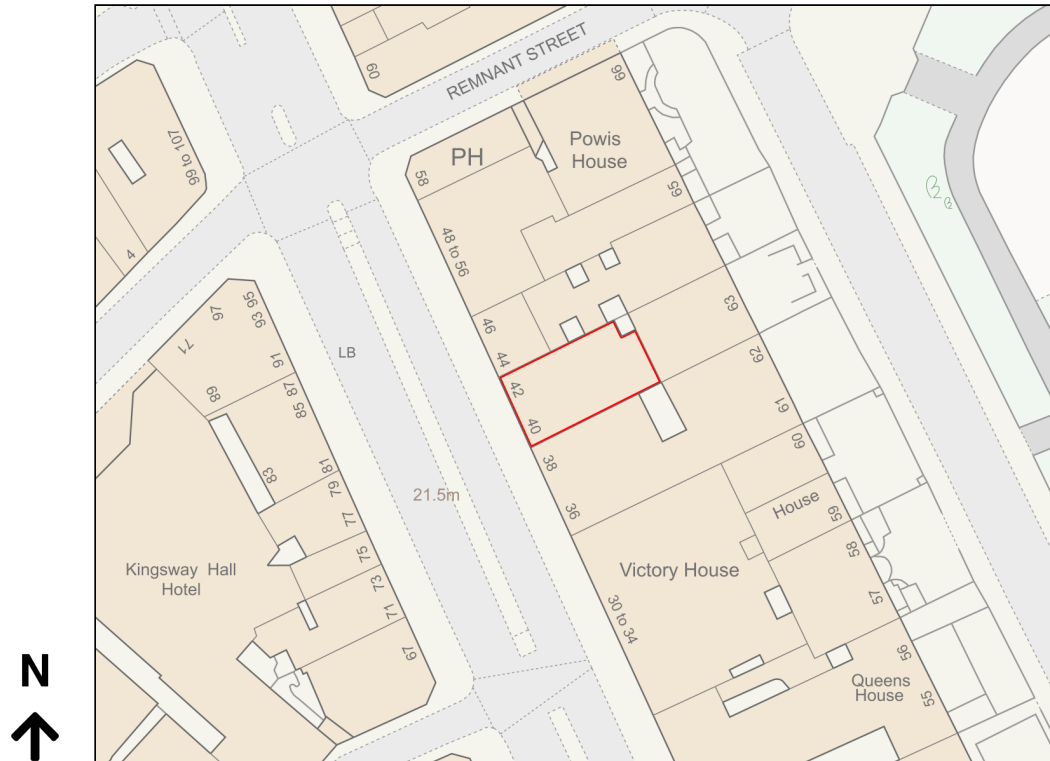 60
REMNANT STREET
99 to 107
4
PH
58
Powis
House
66
65
48 to 56
46
44
42
40
38
36
63
62
61
60
59
58
57
56
55
97
93 95
71
91
89
87
85
LB
83
81
79
77
75
73
71
67
21.5m
Kingsway Hall
Hotel
House
Victory House
30 to 34
Queens
House
N